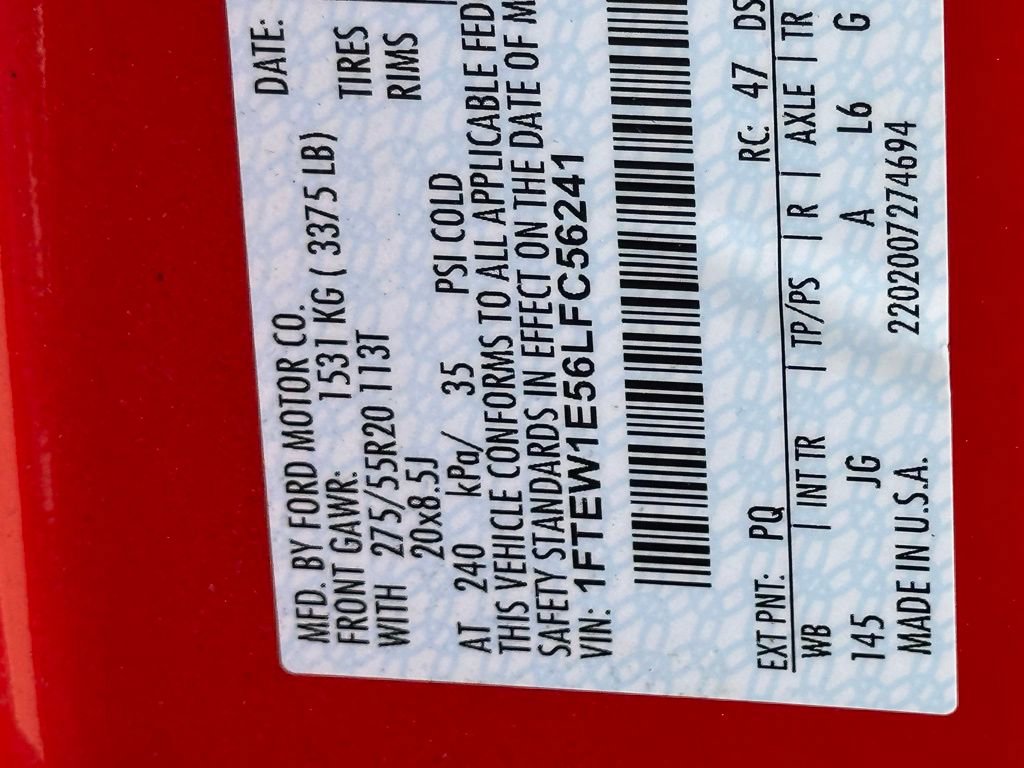 MFD. BY FORD MOTOR CO. DATE:
FRONT GAWR: 1531 KG ( 3375 LB)
WITH 275/55R20 113T TIRES
20x8.5J RIMS
AT 240 kPa/ 35 PSI COLD
THIS VEHICLE CONFORMS TO ALL APPLICABLE FED
SAFETY STANDARDS IN EFFECT ON THE DATE OF M
VIN: 1FTEW1E56LFC56241
EXT PNT: PQ RC: 47 DS
WB | INT TR | TP/PS | R | AXLE | TR
145 JG A L6 G
MADE IN U.S.A. 2202007274694